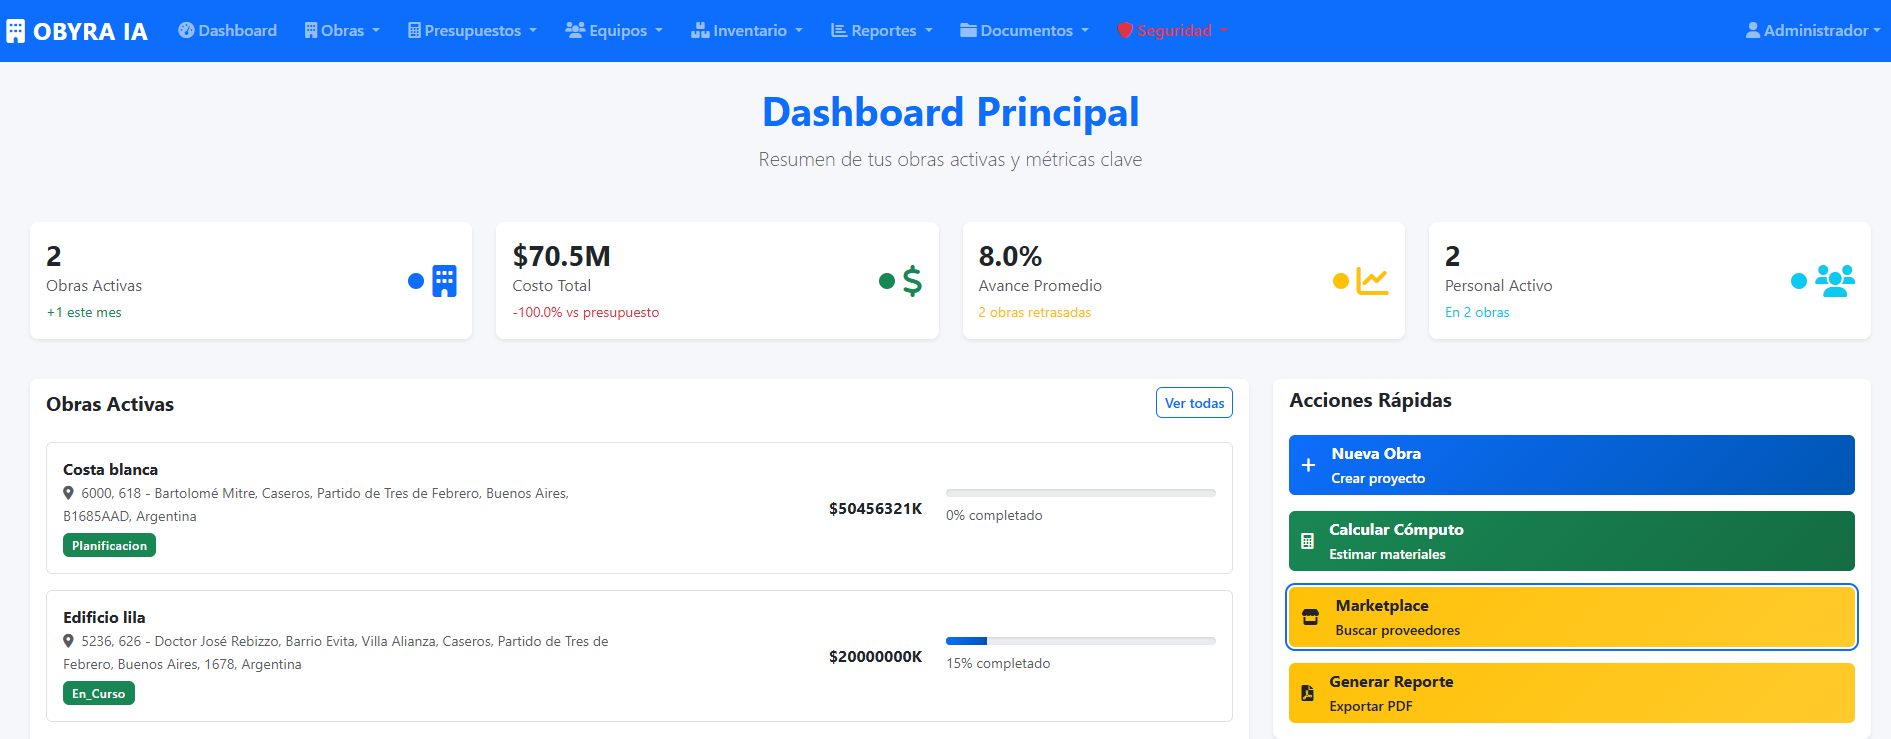 OBYRA IA
Dashboard
Obras
Presupuestos
Equipos
Inventario
Reportes
Documentos
Seguridad
Administrador
Dashboard Principal
Resumen de tus obras activas y métricas clave
2
Obras Activas
+1 este mes
$70.5M
Costo Total
-100.0% vs presupuesto
8.0%
Avance Promedio
2 obras retrasadas
2
Personal Activo
En 2 obras
Obras Activas
Ver todas
Costa blanca
6000, 618 - Bartolomé Mitre, Caseros, Partido de Tres de Febrero, Buenos Aires,
B1685AAD, Argentina
Planificacion
$50456321K
0% completado
Edificio lila
5236, 626 - Doctor José Rebizzo, Barrio Evita, Villa Alianza, Caseros, Partido de Tres de
Febrero, Buenos Aires, 1678, Argentina
En_Curso
$20000000K
15% completado
Acciones Rápidas
Nueva Obra
Crear proyecto
Calcular Cómputo
Estimar materiales
Marketplace
Buscar proveedores
Generar Reporte
Exportar PDF